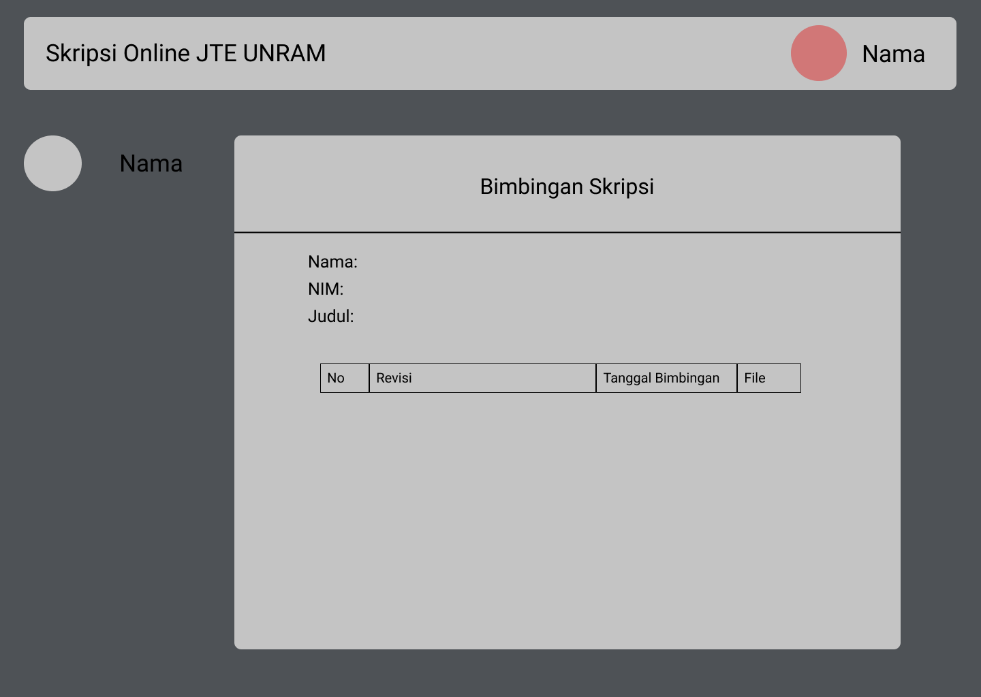 Skripsi Online JTE UNRAM
Nama
Nama
Bimbingan Skripsi
Nama:
NIM:
Judul:
No Revisi Tanggal Bimbingan File